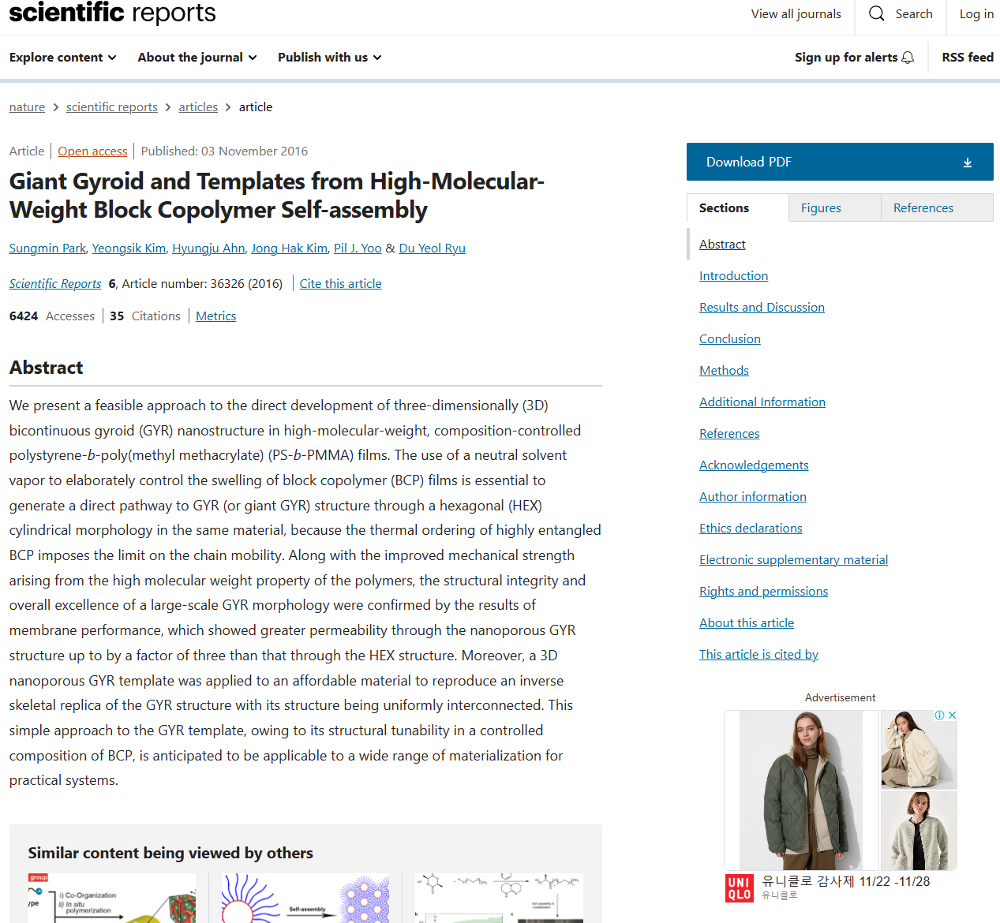 scientific reports
View all journals
Search
Log in
Explore content
About the journal
Publish with us
Sign up for alerts
RSS feed
nature > scientific reports > articles > article
Article | Open access | Published: 03 November 2016
Giant Gyroid and Templates from High-Molecular-
Weight Block Copolymer Self-assembly
Sungmin Park, Yeongsik Kim, Hyungju Ahn, Jong Hak Kim, Pil J. Yoo & Du Yeol Ryu
Scientific Reports 6, Article number: 36326 (2016) | Cite this article
6424 Accesses | 35 Citations | Metrics
Abstract
We present a feasible approach to the direct development of three-dimensionally (3D)
bicontinuous gyroid (GYR) nanostructure in high-molecular-weight, composition-controlled
polystyrene-b-poly(methyl methacrylate) (PS-b-PMMA) films. The use of a neutral solvent
vapor to elaborately control the swelling of block copolymer (BCP) films is essential to
generate a direct pathway to GYR (or giant GYR) structure through a hexagonal (HEX)
cylindrical morphology in the same material, because the thermal ordering of highly entangled
BCP imposes the limit on the chain mobility. Along with the improved mechanical strength
arising from the high molecular weight property of the polymers, the structural integrity and
overall excellence of a large-scale GYR morphology were confirmed by the results of
membrane performance, which showed greater permeability through the nanoporous GYR
structure up to by a factor of three than that through the HEX structure. Moreover, a 3D
nanoporous GYR template was applied to an affordable material to reproduce an inverse
skeletal replica of the GYR structure with its structure being uniformly interconnected. This
simple approach to the GYR template, owing to its structural tunability in a controlled
composition of BCP, is anticipated to be applicable to a wide range of materialization for
practical systems.
Similar content being viewed by others
group
i) Co-Organization
ii) In situ
polymerization
Self-assembly
Download PDF
Sections
Figures
References
Abstract
Introduction
Results and Discussion
Conclusion
Methods
Additional Information
References
Acknowledgements
Author information
Ethics declarations
Electronic supplementary material
Rights and permissions
About this article
This article is cited by
Advertisement
UNI
QLO
유니클로 감사제 11/22 -11/28
유니클로